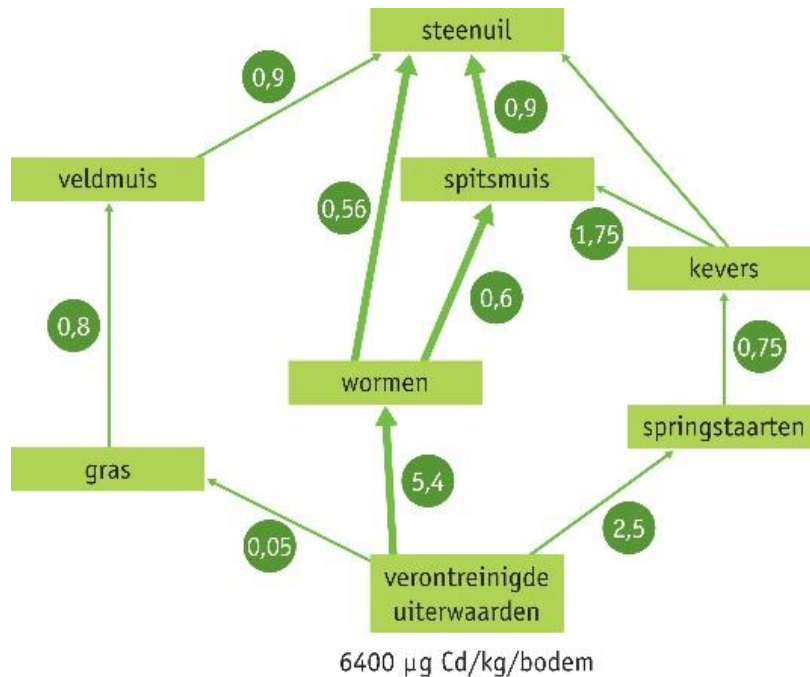 steenuil
0,9
0,9
veldmuis
spitsmuis
0,56
1,75
kevers
0,6
0,8
0,75
wormen
springstaarten
gras
5,4
2,5
0,05
verontreinigde
uiterwaarden
6400 µg Cd/kg/bodem